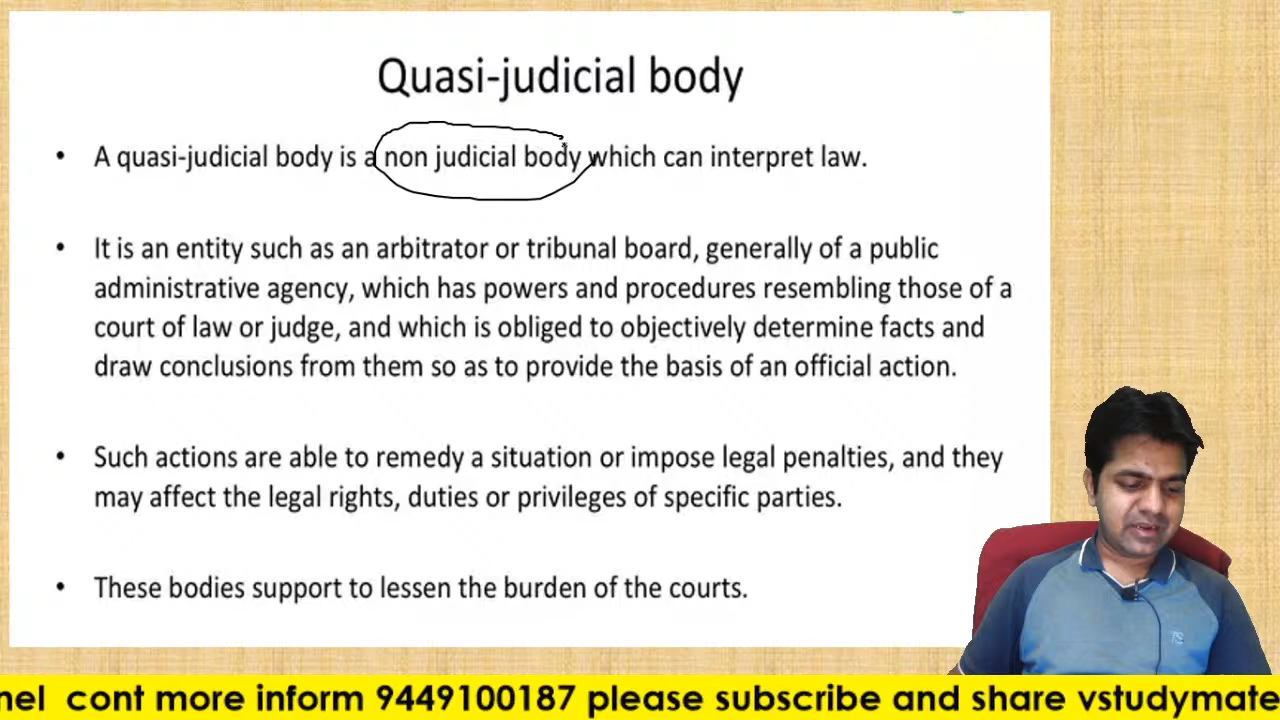 Quasi-judicial body
• A quasi-judicial body is a non judicial body which can interpret law.
• It is an entity such as an arbitrator or tribunal board, generally of a public
administrative agency, which has powers and procedures resembling those of a
court of law or judge, and which is obliged to objectively determine facts and
draw conclusions from them so as to provide the basis of an official action.
• Such actions are able to remedy a situation or impose legal penalties, and they
may affect the legal rights, duties or privileges of specific parties.
• These bodies support to lessen the burden of the courts.
nel cont more inform 9449100187 please subscribe and share vstudymate